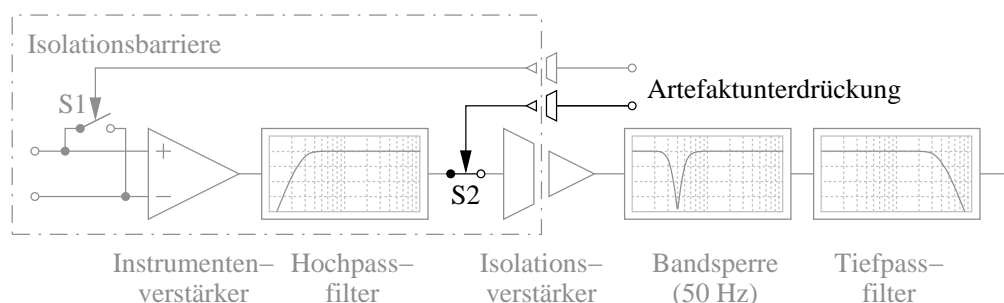 Isolationsbarriere
S1
Artefaktunterdrückung
+
−
S2
Instrumenten−
verstärker
Hochpass−
filter
Isolations−
verstärker
Bandsperre
(50 Hz)
Tiefpass−
filter